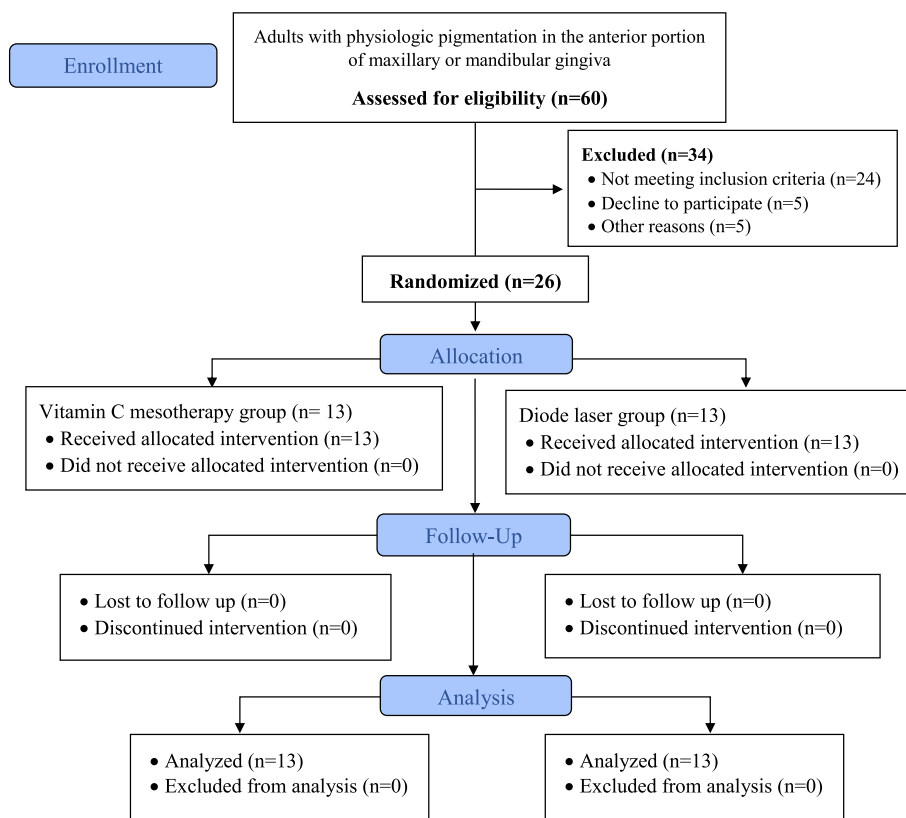 Enrollment
Adults with physiologic pigmentation in the anterior portion
of maxillary or mandibular gingiva
Assessed for eligibility (n=60)
Excluded (n=34)
• Not meeting inclusion criteria (n=24)
• Decline to participate (n=5)
• Other reasons (n=5)
Randomized (n=26)
Allocation
Vitamin C mesotherapy group (n= 13)
• Received allocated intervention (n=13)
• Did not receive allocated intervention (n=0)
Diode laser group (n=13)
• Received allocated intervention (n=13)
• Did not receive allocated intervention (n=0)
Follow-Up
• Lost to follow up (n=0)
• Discontinued intervention (n=0)
• Lost to follow up (n=0)
• Discontinued intervention (n=0)
Analysis
• Analyzed (n=13)
• Excluded from analysis (n=0)
• Analyzed (n=13)
• Excluded from analysis (n=0)